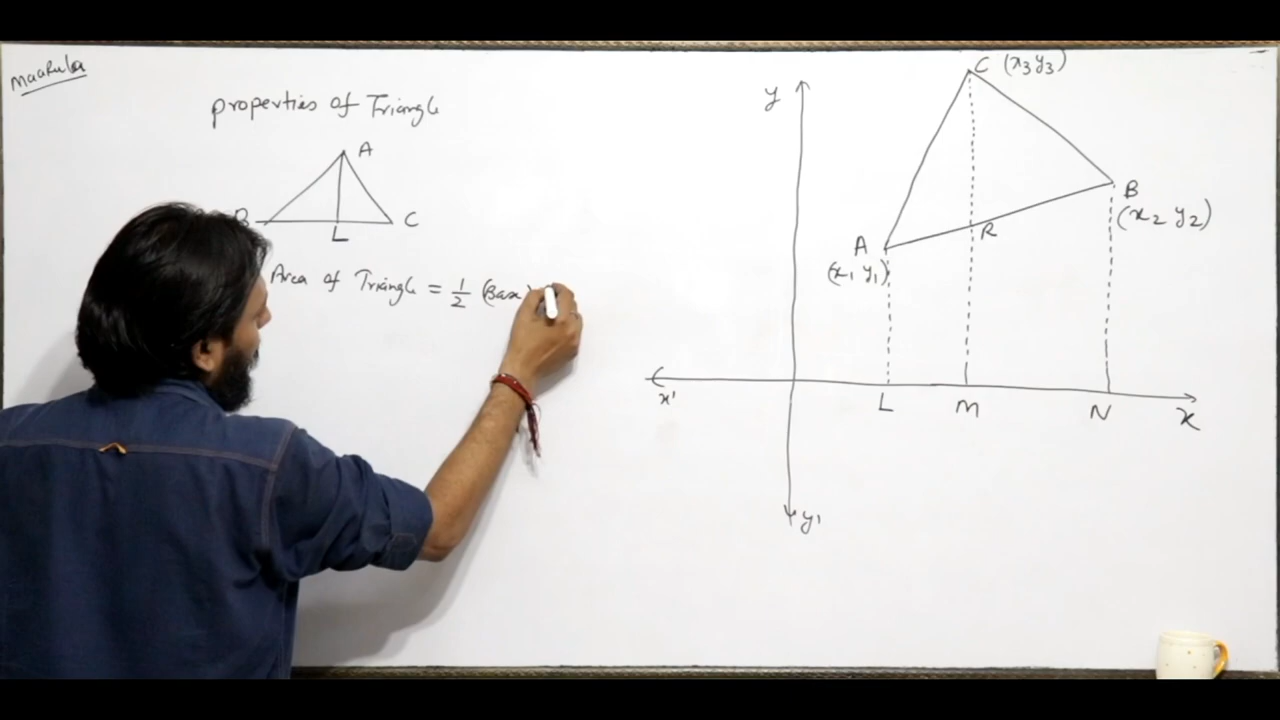 Maarula
properties of Triangle
A
B L C
Area of Triangle = 1/2 (Base)
y
C (x3 y3)
B
(x2 y2)
R
A
(x1 y1)
x' L M N x
y'